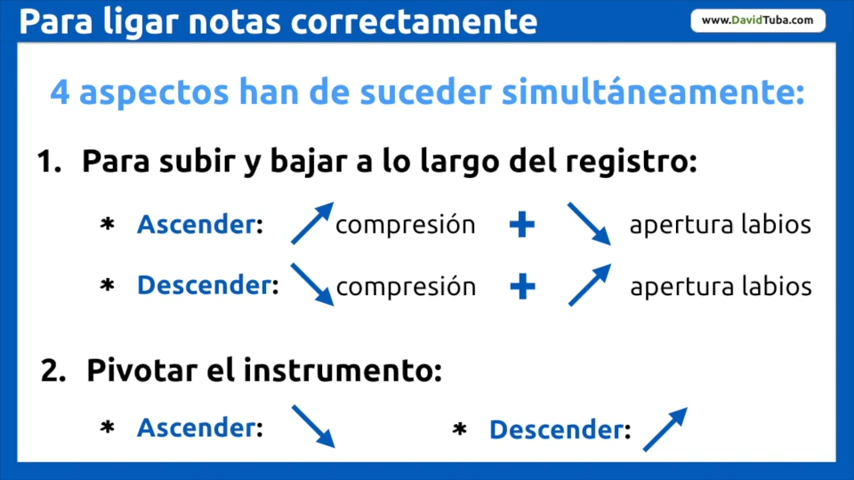 Para ligar notas correctamente
www.DavidTuba.com
4 aspectos han de suceder simultáneamente:
1. Para subir y bajar a lo largo del registro:
* Ascender: compresión + apertura labios
* Descender: compresión + apertura labios
2. Pivotar el instrumento:
* Ascender: * Descender: